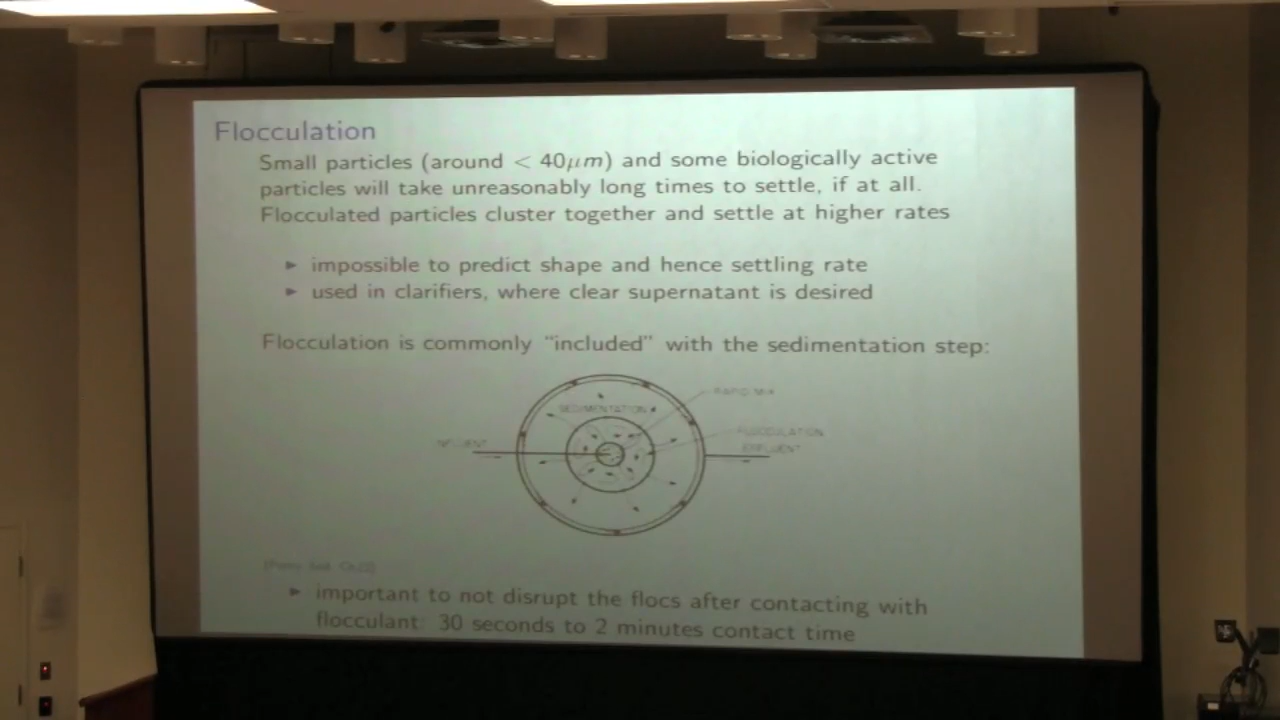 Flocculation
Small particles (around < 40μm) and some biologically active
particles will take unreasonably long times to settle, if at all.
Flocculated particles cluster together and settle at higher rates
▶ impossible to predict shape and hence settling rate
▶ used in clarifiers, where clear supernatant is desired
Flocculation is commonly "included" with the sedimentation step:
RAPID MIX
SEDIMENTATION
FLOCCULATION
INFLUENT
EFFLUENT
▶ important to not disrupt the flocs after contacting with
flocculant: 30 seconds to 2 minutes contact time